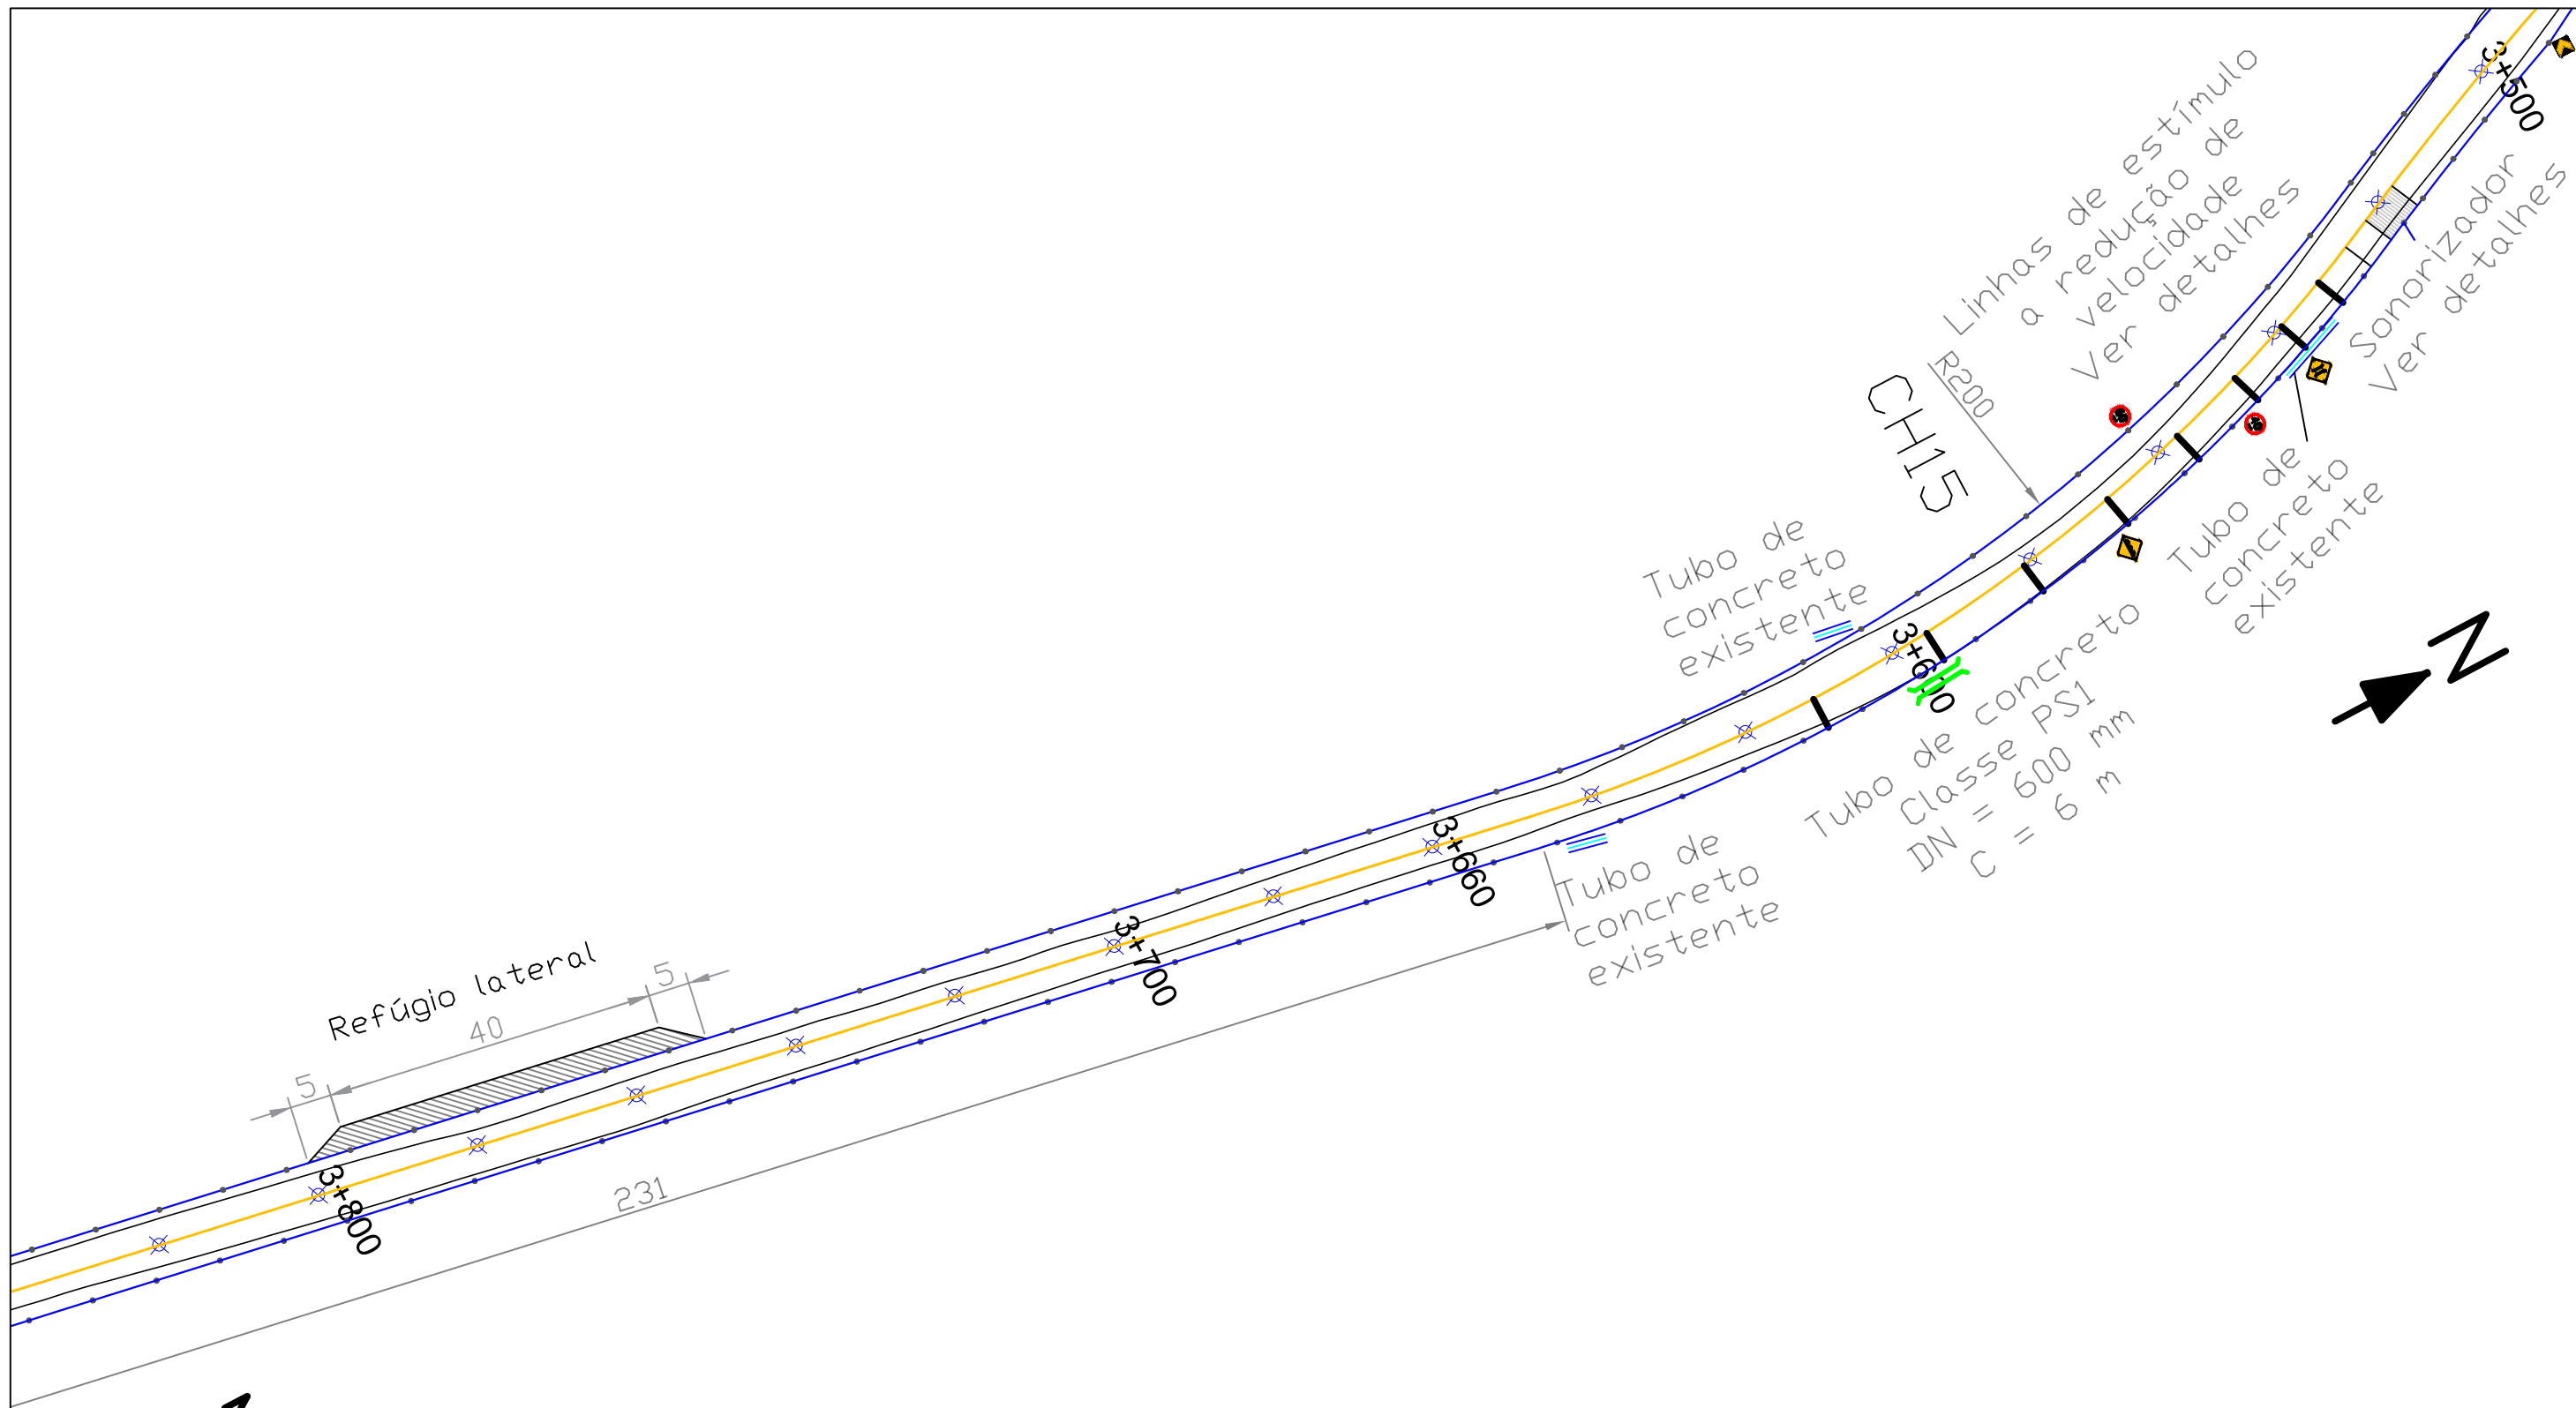 3+500
Linhas de estímulo
a redução de
velocidade
Ver detalhes
Sonorizador
Ver detalhes
R200
CH15
Tubo de
concreto
existente
Tubo de
concreto
existente
3+600
Tubo de concreto
Classe PS1
DN = 600 mm
C = 6 m
N
3+660
Tubo de
concreto
existente
3+700
Refúgio lateral
5
40
5
3+800
231